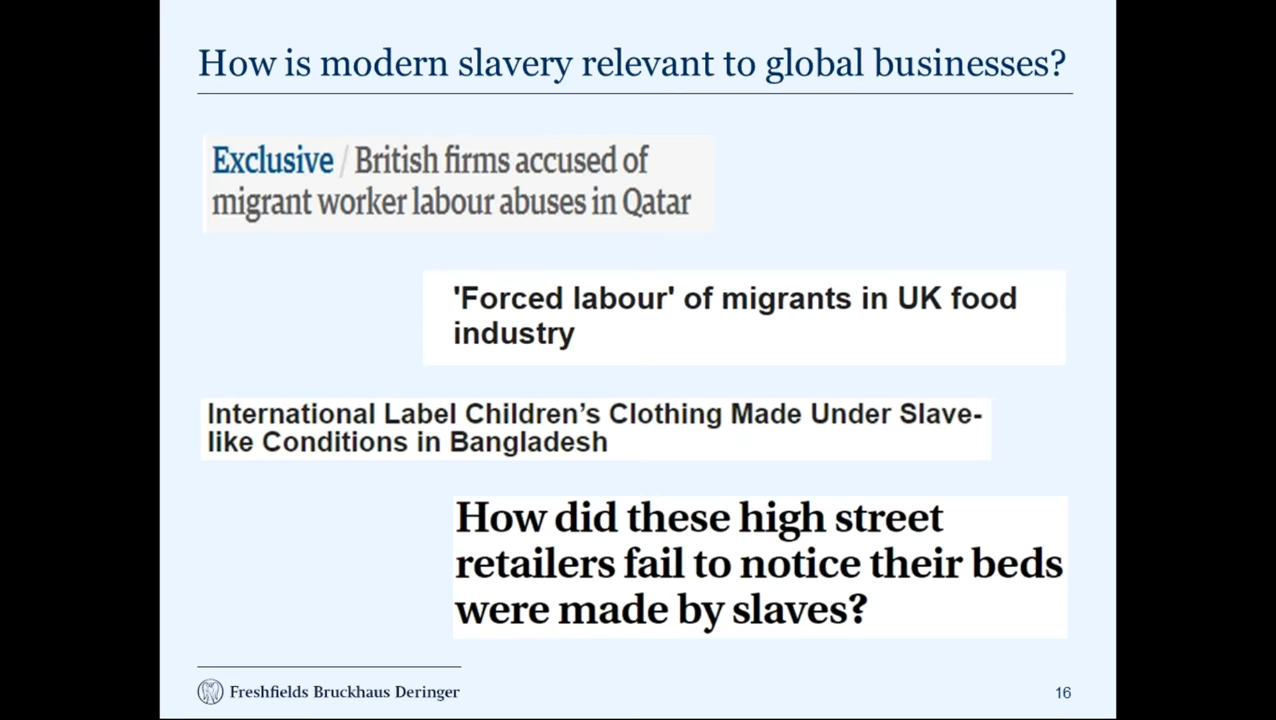 How is modern slavery relevant to global businesses?
Exclusive / British firms accused of
migrant worker labour abuses in Qatar
'Forced labour' of migrants in UK food
industry
International Label Children’s Clothing Made Under Slave-
like Conditions in Bangladesh
How did these high street
retailers fail to notice their beds
were made by slaves?
Freshfields Bruckhaus Deringer
16